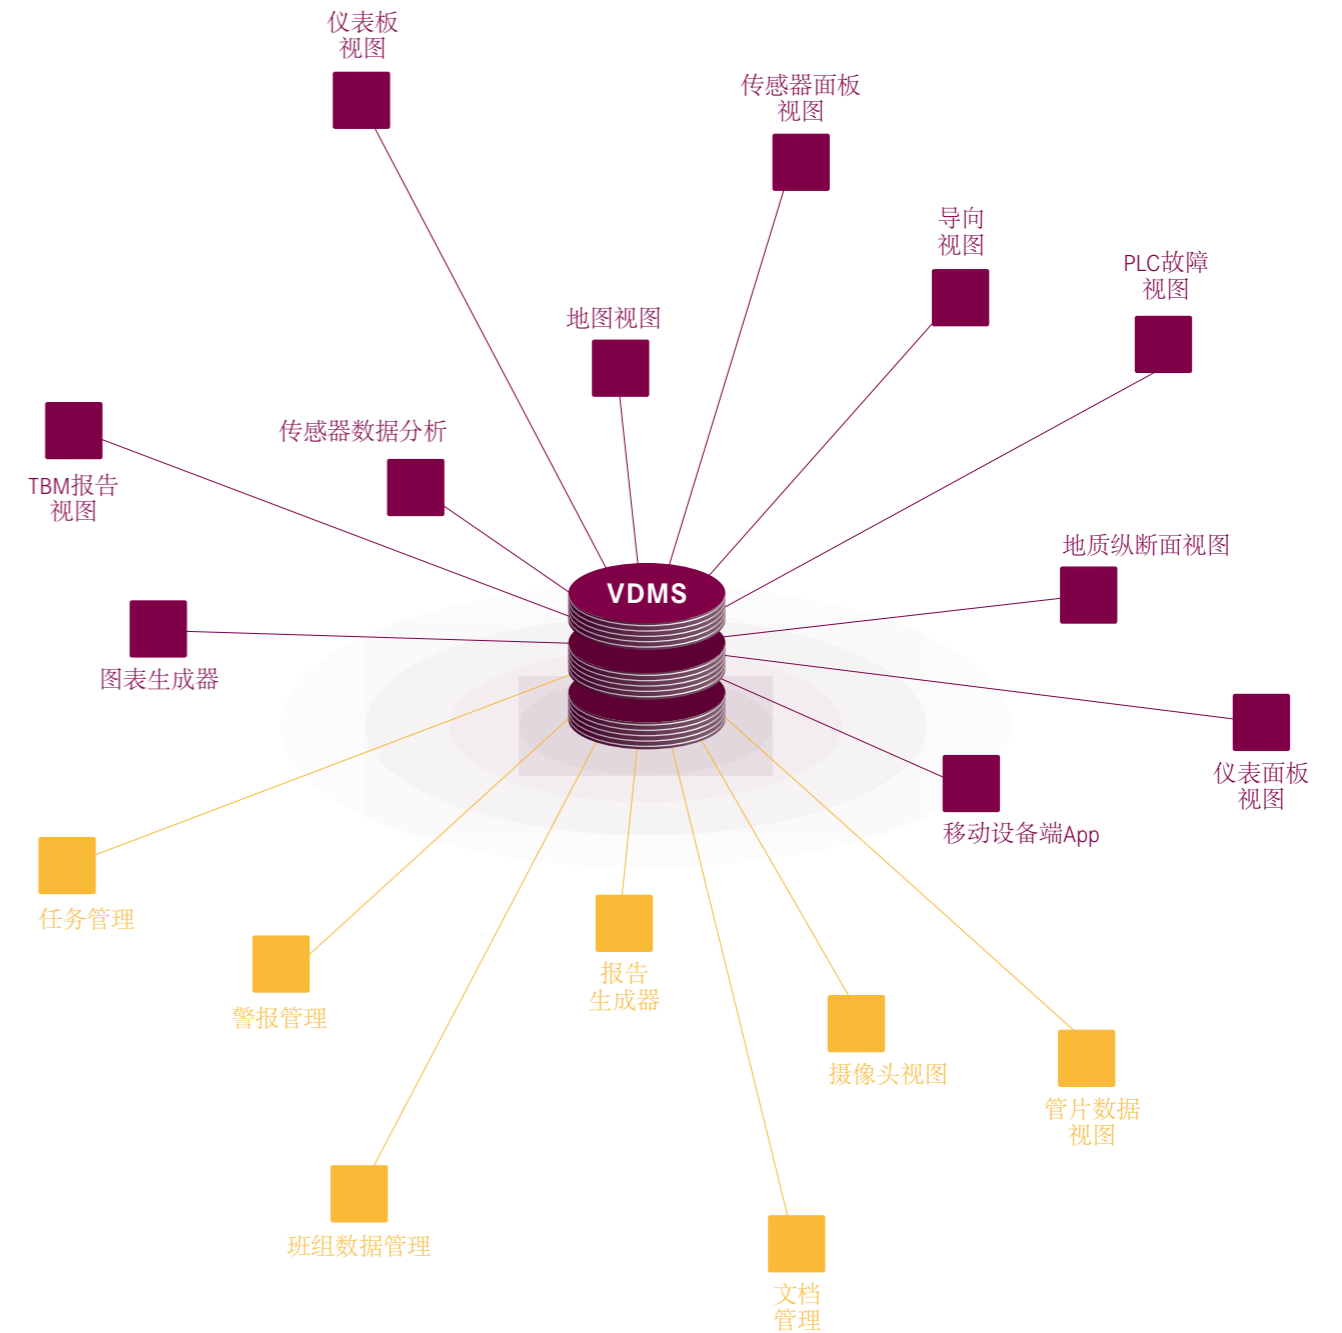 仪表板
视图
传感器面板
视图
导向
视图
PLC故障
视图
地图视图
传感器数据分析
TBM报告
视图
地质纵断面视图
VDMS
图表生成器
仪表面板
视图
移动设备端App
任务管理
警报管理
报告
生成器
摄像头视图
管片数据
视图
班组数据管理
文档
管理